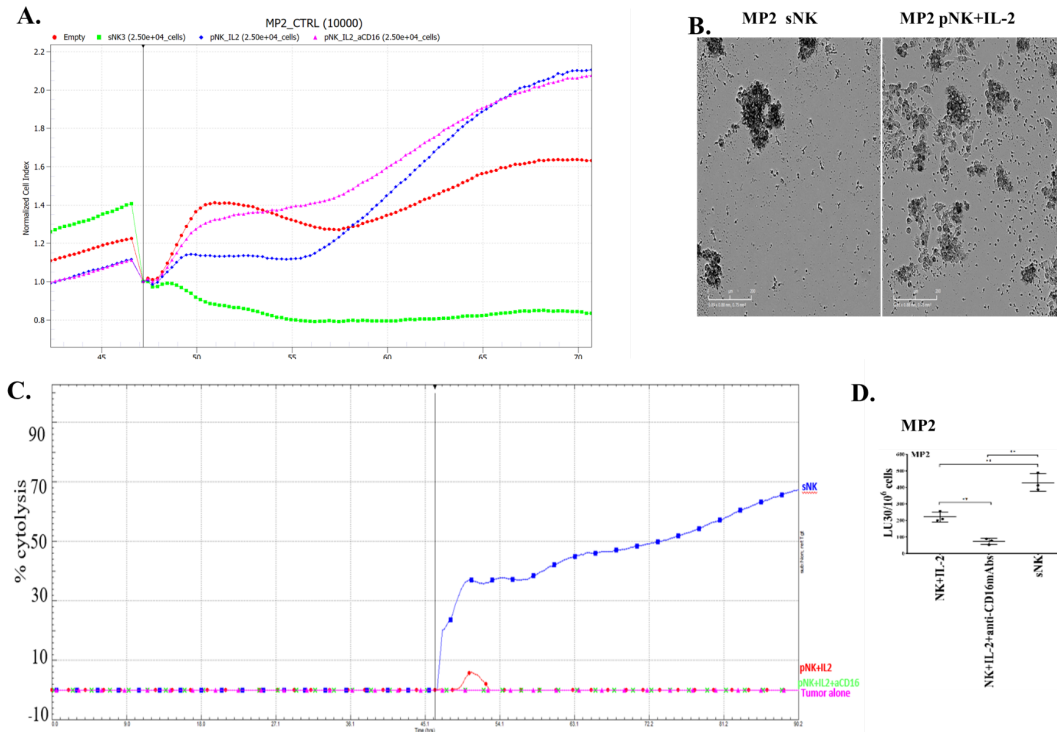 A.
MP2_CTRL (10000)
Empty sNK3 (2.50e+04_cells) pNK_IL2 (2.50e+04_cells) pNK_IL2_aCD16 (2.50e+04_cells)
2.2
2.0
1.8
1.6
1.4
1.2
1.0
0.8
Normalized Cell Index
45 50 55 60 65 70
B.
MP2 sNK MP2 pNK+IL-2
C.
90
70
50
30
10
-10
% cytolysis
sNK
pNK+IL2
pNK+IL2+aCD16
Tumor alone
0.0 9.0 18.0 27.1 36.1 45.1 54.1 63.1 72.2 81.2 90.2
Time (hrs)
D.
MP2
MP2
600
500
400
300
200
100
0
LU30/10⁶ cells
** ** **
NK+IL-2
NK+IL-2+anti-CD16mAbs
sNK